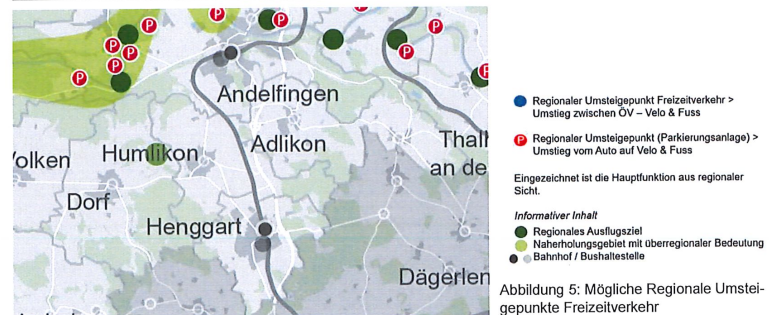 P
P
P
P
P
P
P
P
P
P
Andelfingen
Volken
Humlikon
Adlikon
an de
Dorf
Henggart
Dägerlen
Regionaler Umsteigepunkt Freizeitverkehr >
Umstieg zwischen ÖV – Velo & Fuss
P Regionaler Umsteigepunkt (Parkierungsanlage) >
Umstieg vom Auto auf Velo & Fuss
Eingezeichnet ist die Hauptfunktion aus regionaler
Sicht.
Informativer Inhalt
Regionales Ausflugsziel
Naherholungsgebiet mit überregionaler Bedeutung
Bahnhof / Bushaltestelle
Abbildung 5: Mögliche Regionale Umstei-
gepunkte Freizeitverkehr